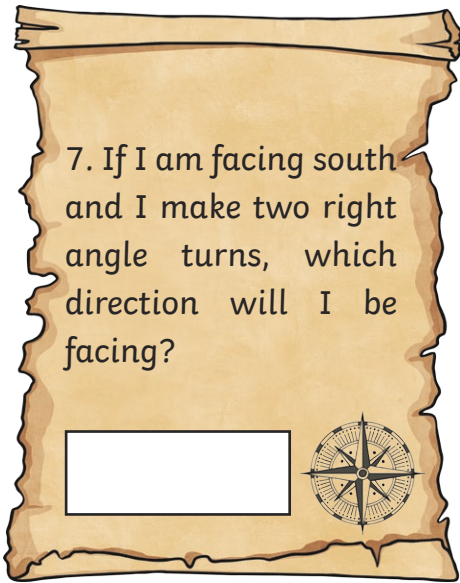 7. If I am facing south
and I make two right
angle turns, which
direction will I be
facing?